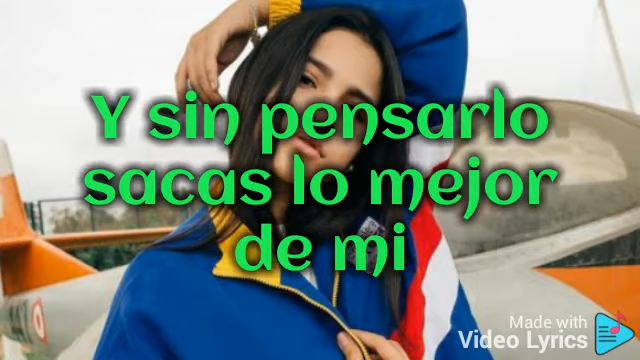 Y sin pensarlo
sacas lo mejor
de mi
Made with
Video Lyrics